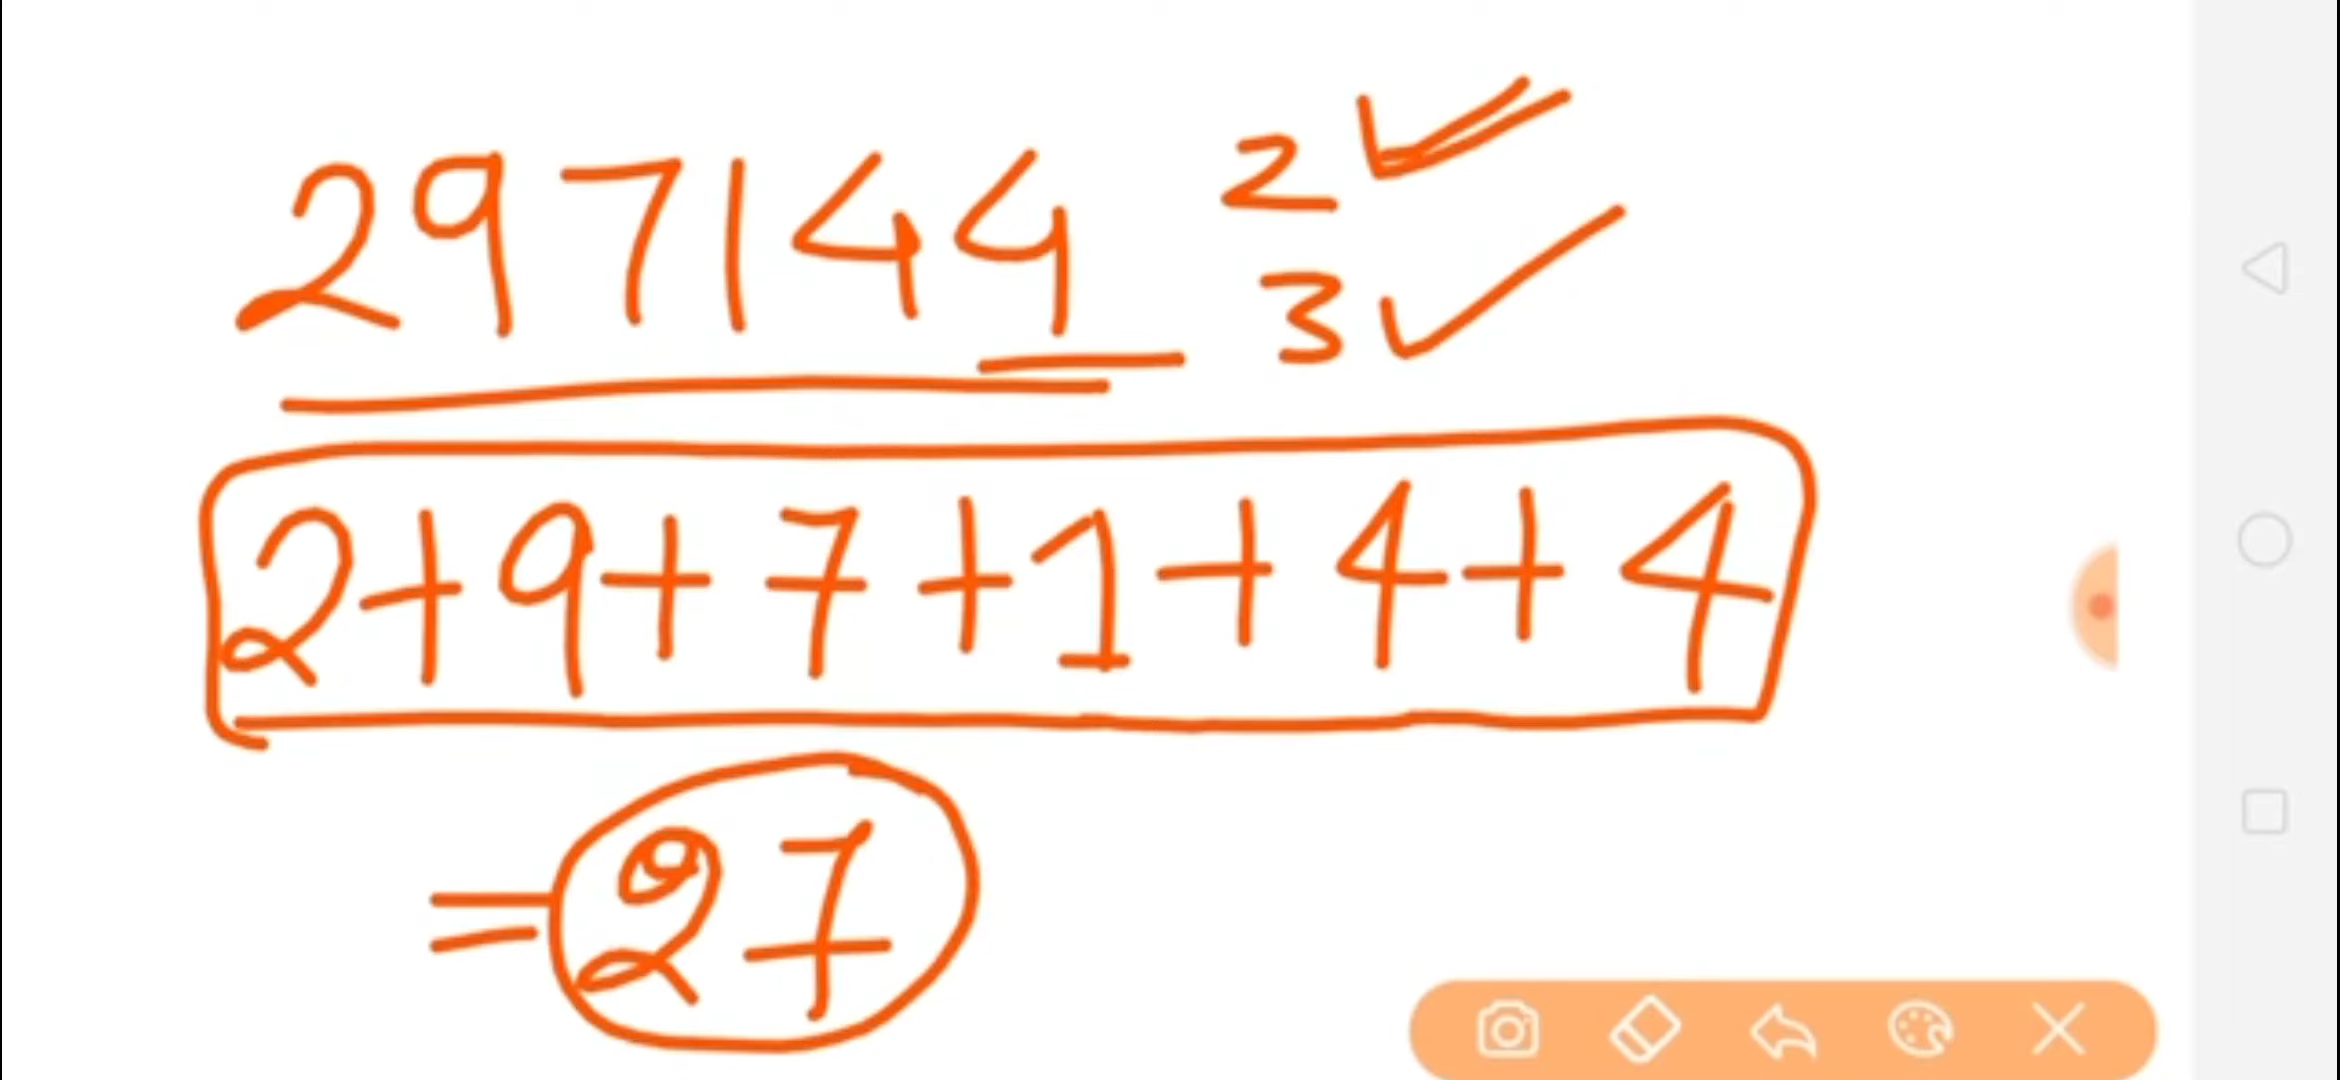 297144 2 ✓
3 ✓
2+9+7+1+4+4
=27